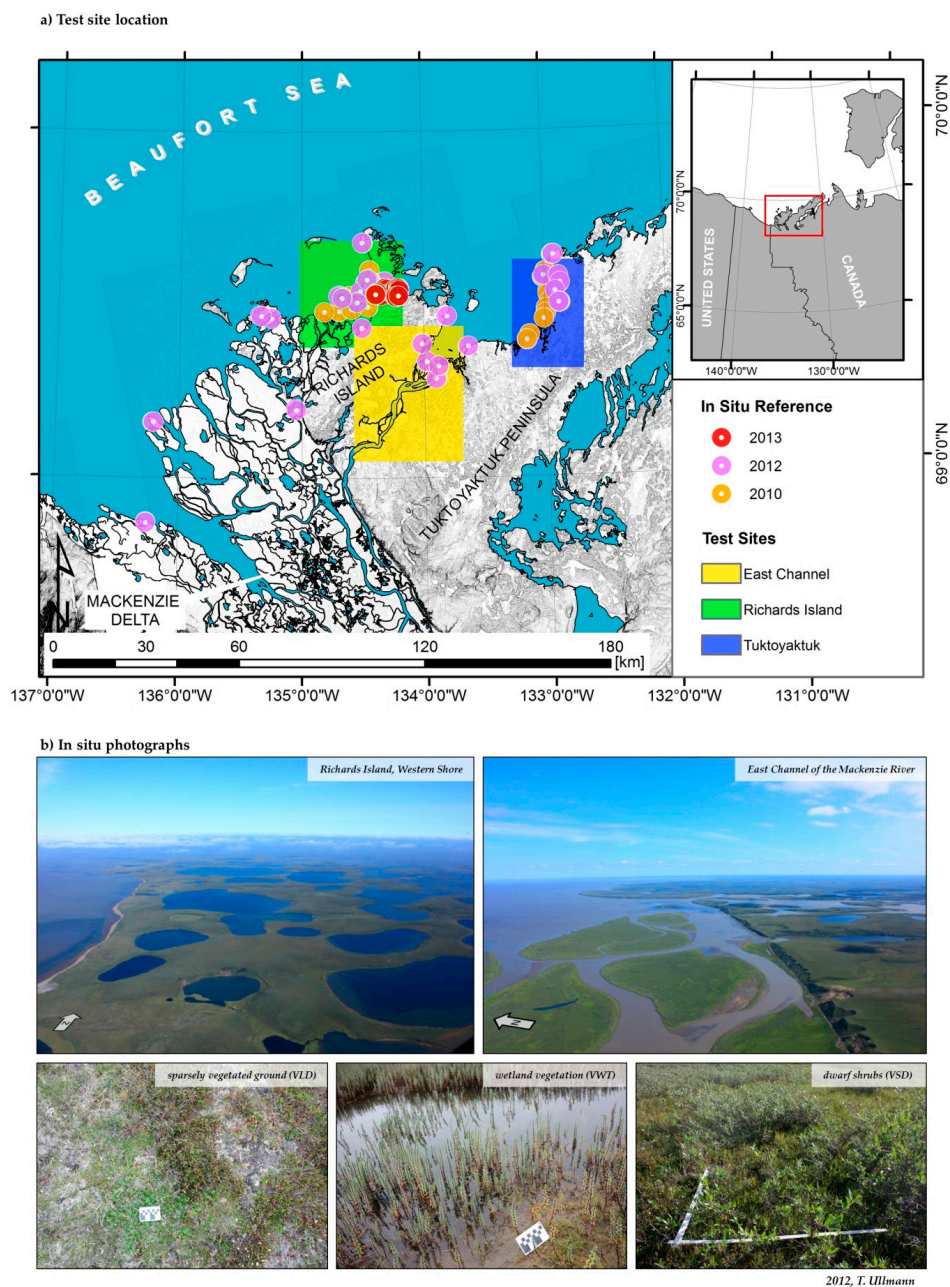 a) Test site location
BEAUFORT SEA
RICHARDS
ISLAND
TUKTOYAKTUK PENINSULA
MACKENZIE
DELTA
0 30 60 120 180
[km]
137°0'0"W 136°0'0"W 135°0'0"W 134°0'0"W 133°0'0"W 132°0'0"W 131°0'0"W
70°0'0"N
69°0'0"N
70°0'0"N
65°0'0"N
UNITED STATES
CANADA
140°0'0"W 130°0'0"W
In Situ Reference
2013
2012
2010
Test Sites
East Channel
Richards Island
Tuktoyaktuk
b) In situ photographs
Richards Island, Western Shore
East Channel of the Mackenzie River
N
N
sparsely vegetated ground (VLD)
wetland vegetation (VWT)
dwarf shrubs (VSD)
2012, T. Ullmann